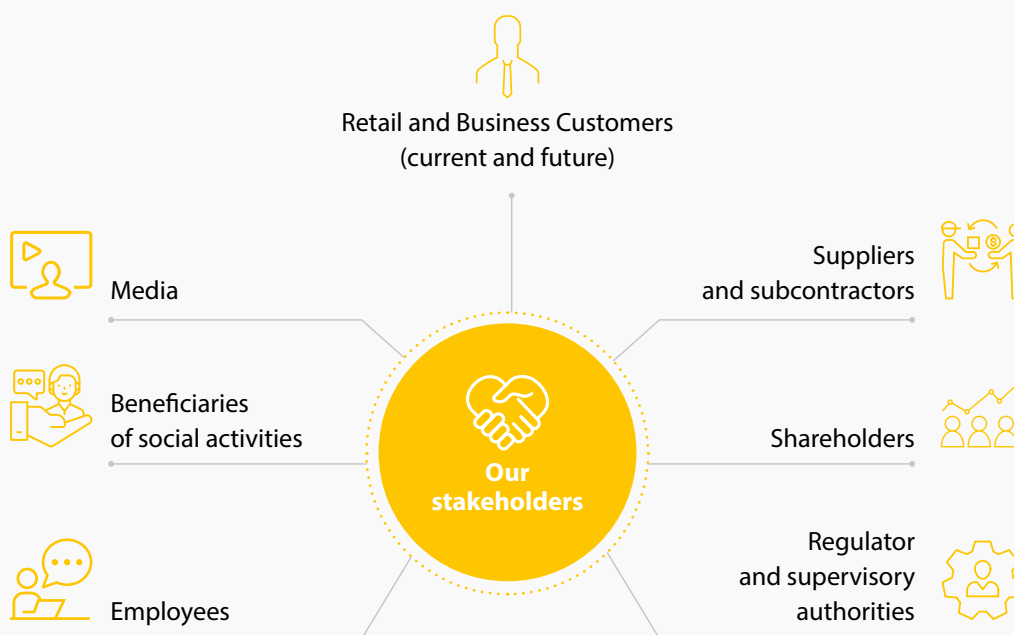 Retail and Business Customers
(current and future)
Media
Suppliers
and subcontractors
Beneficiaries
of social activities
Our
stakeholders
Shareholders
Employees
Regulator
and supervisory
authorities